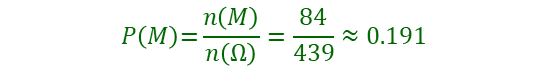 P(M)= n(M)/n(Ω) = 84/439 ≈ 0.191